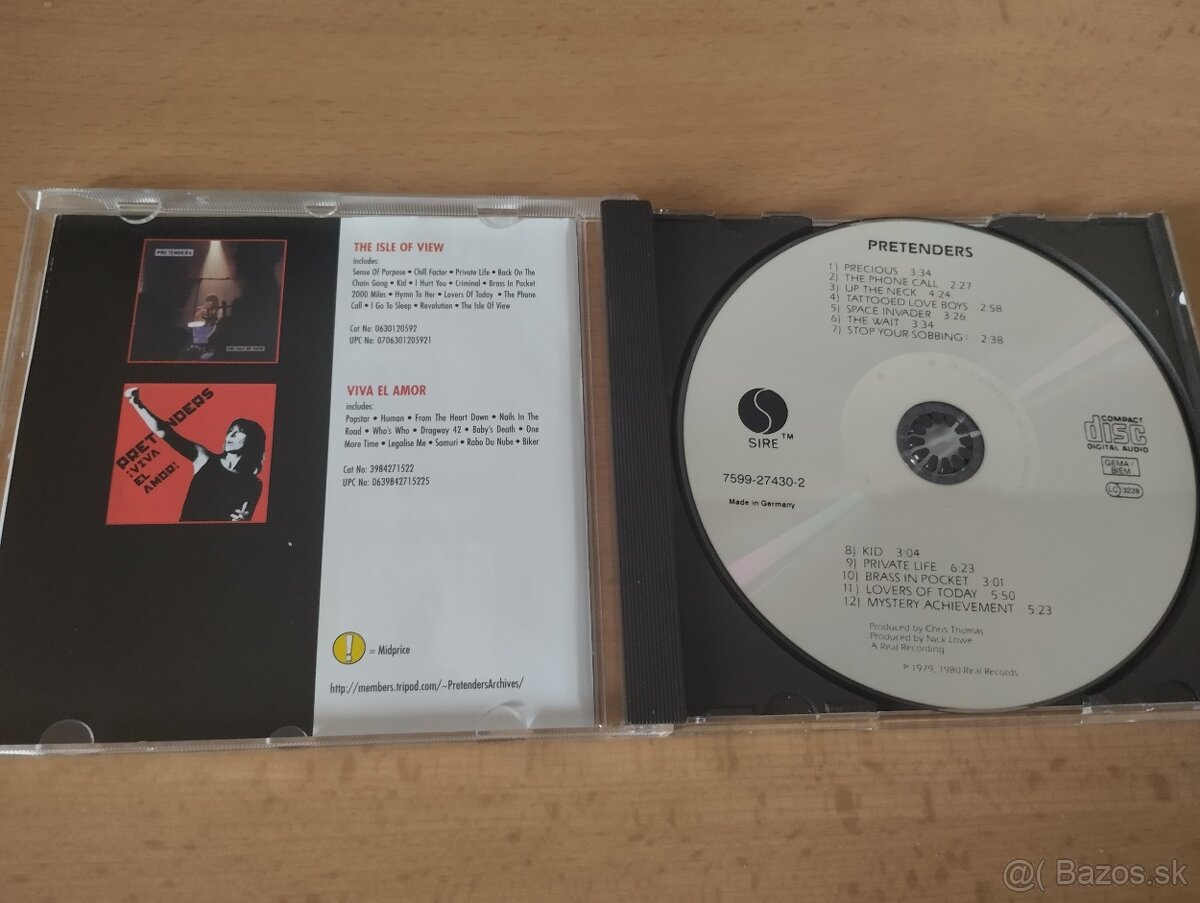 PRETENDERS
PRETENDERS
¡VIVA
EL
AMOR!
THE ISLE OF VIEW
includes:
Sense Of Purpose • Chill Factor • Private Life • Back On The
Chain Gang • Kid • I Hurt You • Criminal • Brass In Pocket
2000 Miles • Hymn To Her • Lovers Of Today • The Phone
Call • I Go To Sleep • Revolution • The Isle Of View
Cat No: 0630120592
UPC No: 0706301205921
VIVA EL AMOR
includes:
Popstar • Human • From The Heart Down • Nails In The
Road • Who's Who • Dragway 42 • Baby's Death • One
More Time • Legalise Me • Samuri • Rabo Du Nube • Biker
Cat No: 3984271522
UPC No: 0639842715225
! = Midprice
http://members.tripod.com/~PretendersArchives/
PRETENDERS
1) PRECIOUS 3:34
2) THE PHONE CALL 2:27
3) UP THE NECK 4:24
4) TATTOOED LOVE BOYS 2:58
5) SPACE INVADER 3:26
6) THE WAIT 3:34
7) STOP YOUR SOBBING 2:38
SIRE™
7599-27430-2
Made in Germany
COMPACT
disc
DIGITAL AUDIO
GEMA /
BIEM
LC 3228
8) KID 3:04
9) PRIVATE LIFE 6:23
10) BRASS IN POCKET 3:01
11) LOVERS OF TODAY 5:50
12) MYSTERY ACHIEVEMENT 5:23
Produced by Chris Thomas
Produced by Nick Lowe
A Real Recording
℗ 1979, 1980 Real Records
@( Bazos.sk